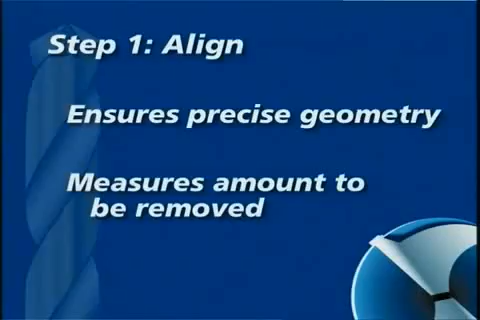 Step 1: Align
Ensures precise geometry
Measures amount to
be removed